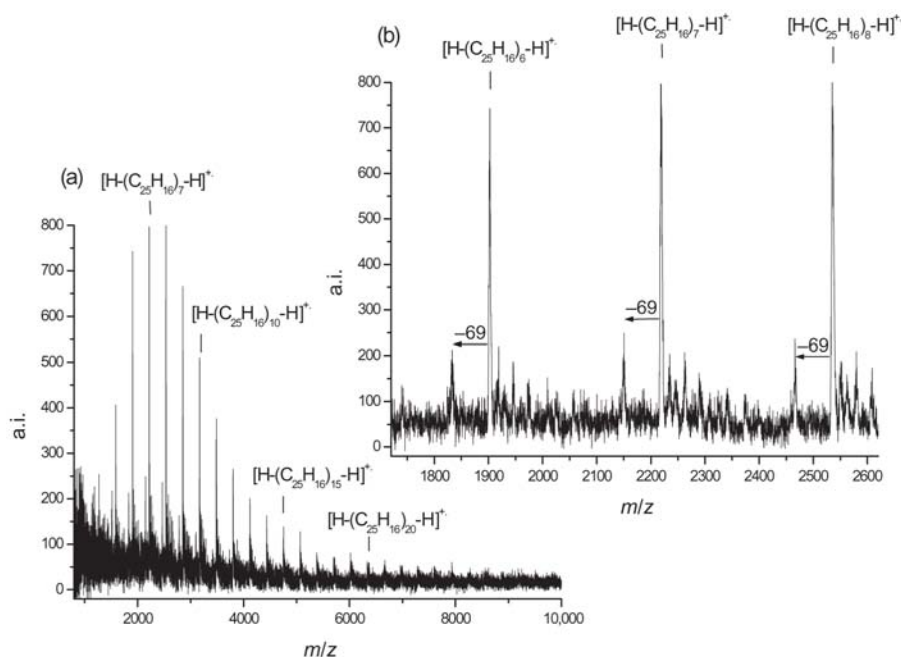 (a)
[H-(C25H16)7-H]+·
[H-(C25H16)10-H]+·
[H-(C25H16)15-H]+·
[H-(C25H16)20-H]+·
a.i.
800
700
600
500
400
300
200
100
0
2000 4000 6000 8000 10,000
m/z
(b)
[H-(C25H16)6-H]+·
[H-(C25H16)7-H]+·
[H-(C25H16)8-H]+·
a.i.
800
700
600
500
400
300
200
100
0
–69
–69
–69
1800 1900 2000 2100 2200 2300 2400 2500 2600
m/z